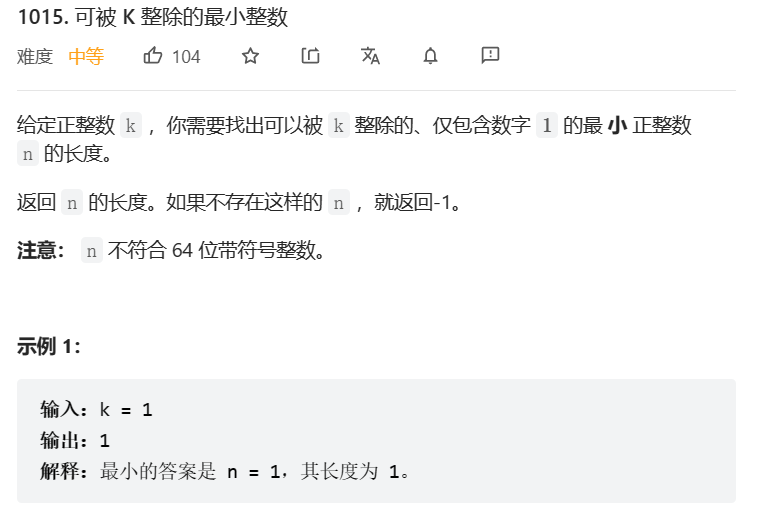 1015. 可被 K 整除的最小整数
难度 中等 104
给定正整数 k ，你需要找出可以被 k 整除的、仅包含数字 1 的最 小 正整数
n 的长度。
返回 n 的长度。如果不存在这样的 n ，就返回-1。
注意： n 不符合 64 位带符号整数。
示例 1：
输入：k = 1
输出：1
解释：最小的答案是 n = 1，其长度为 1。